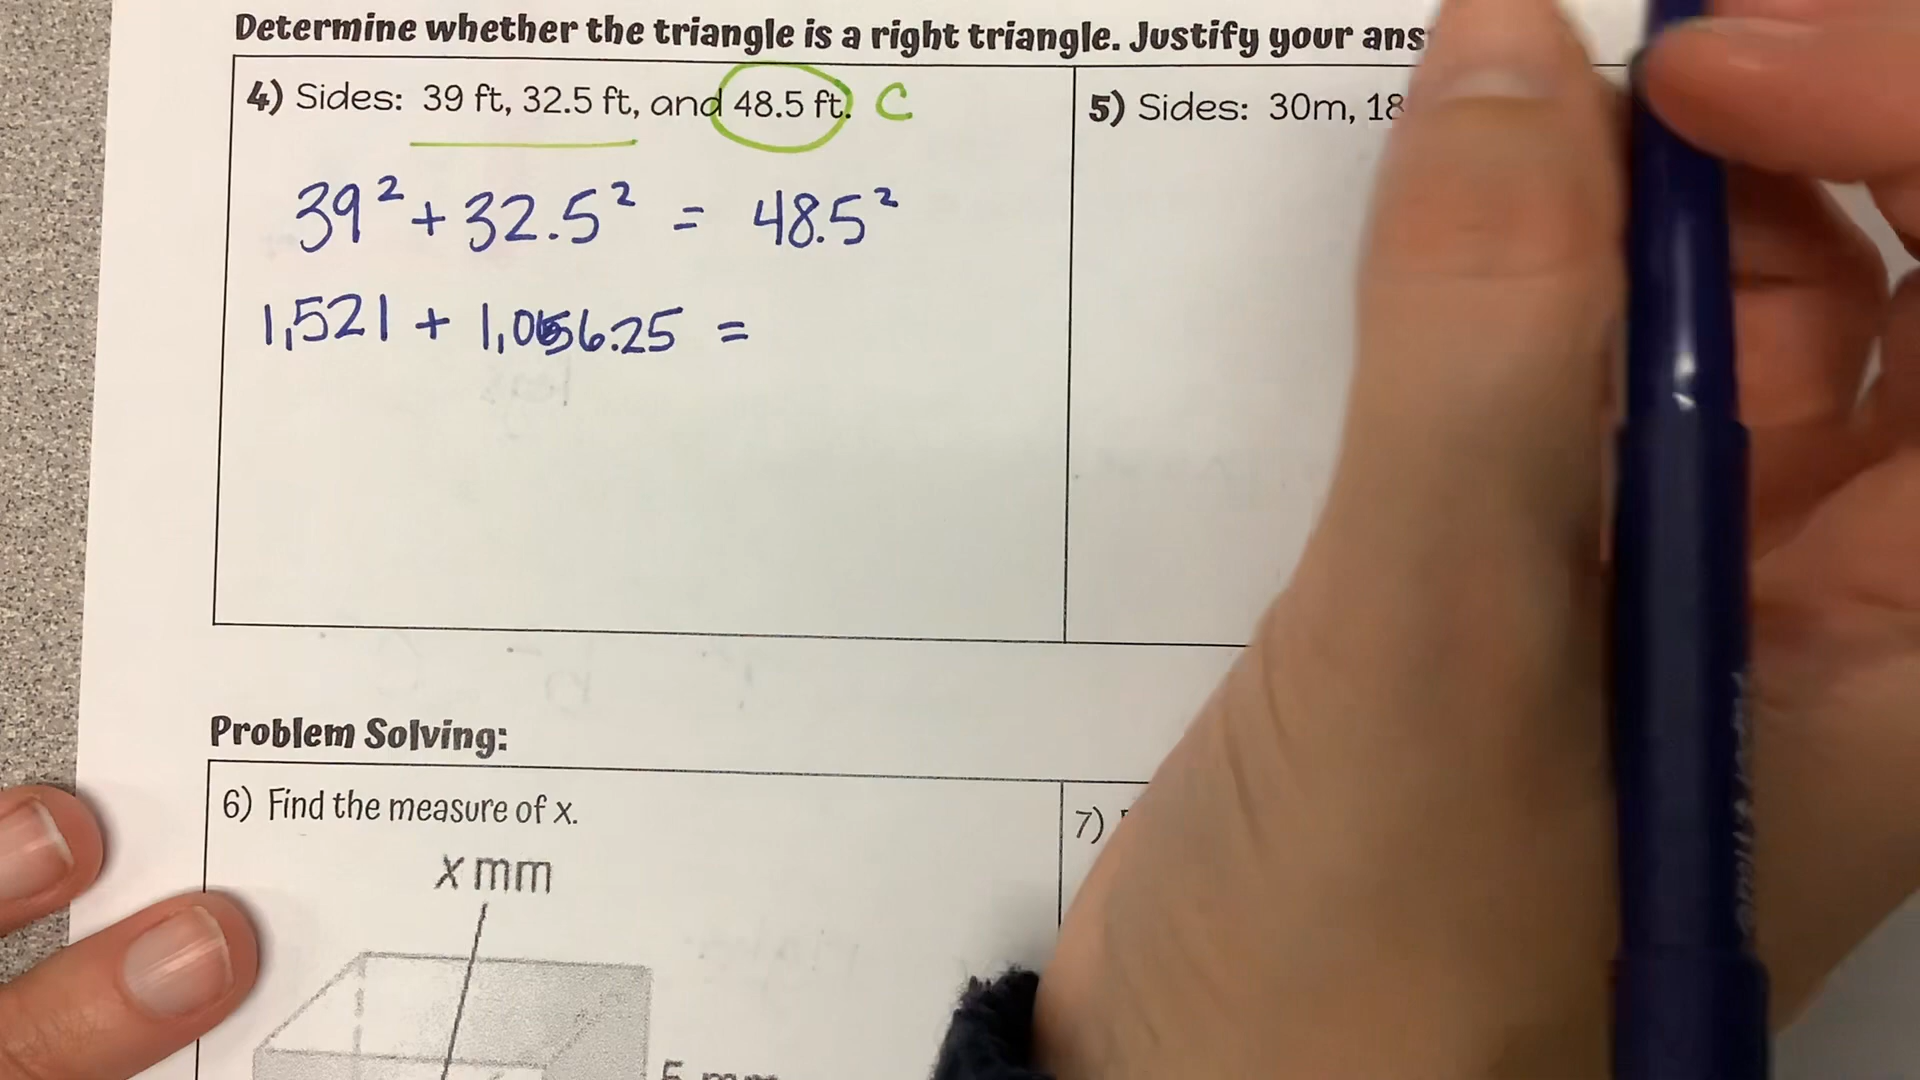 Determine whether the triangle is a right triangle. Justify your ans
4) Sides: 39 ft, 32.5 ft, and 48.5 ft. C
5) Sides: 30m, 18
39² + 32.5² = 48.5²
1,521 + 1,056.25 =
Problem Solving:
6) Find the measure of x.
7)
x mm
5 mm